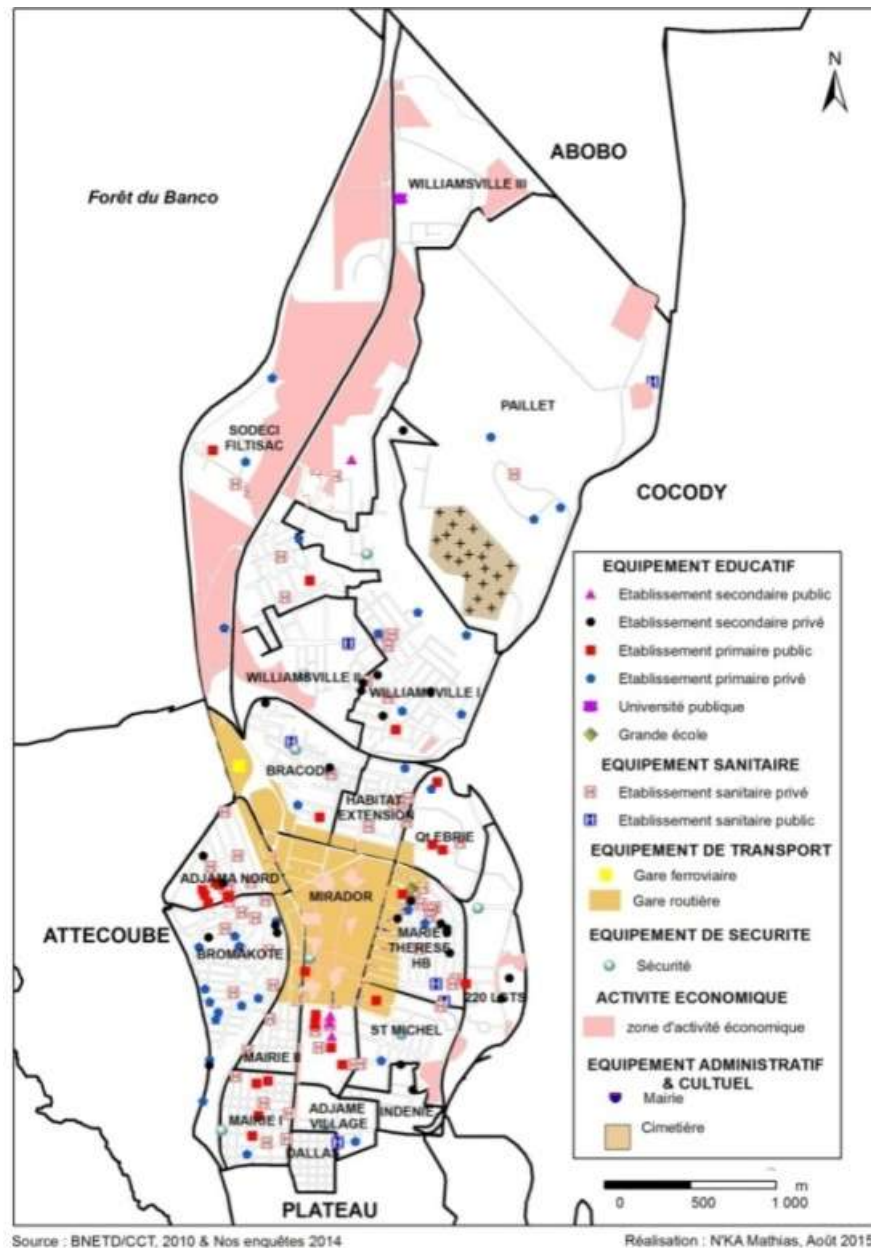 N
ABOBO
Forêt du Banco
WILLIAMSVILLE III
PAILLET
SODECI
FILTISAC
COCODY
WILLIAMSVILLE II
WILLIAMSVILLE I
BRACODI
HABITAT
EXTENSION
Qt EBRIE
ADJAMA NORD
MIRADOR
ATTECOUBE
BROMAKOTE
MARIE
THERESE
HB
220 LGTS
ST MICHEL
MAIRIE II
MAIRIE I
ADJAME
VILLAGE
INDENIE
DALLAS
PLATEAU
EQUIPEMENT EDUCATIF
Etablissement secondaire public
Etablissement secondaire privé
Etablissement primaire public
Etablissement primaire privé
Université publique
Grande école
EQUIPEMENT SANITAIRE
H Etablissement sanitaire privé
H Etablissement sanitaire public
EQUIPEMENT DE TRANSPORT
Gare ferroviaire
Gare routière
EQUIPEMENT DE SECURITE
Sécurité
ACTIVITE ECONOMIQUE
zone d'activité économique
EQUIPEMENT ADMINISTRATIF
& CULTUEL
Mairie
Cimetière
m
0 500 1 000
Source : BNETD/CCT, 2010 & Nos enquêtes 2014
Réalisation : N'KA Mathias, Août 2015